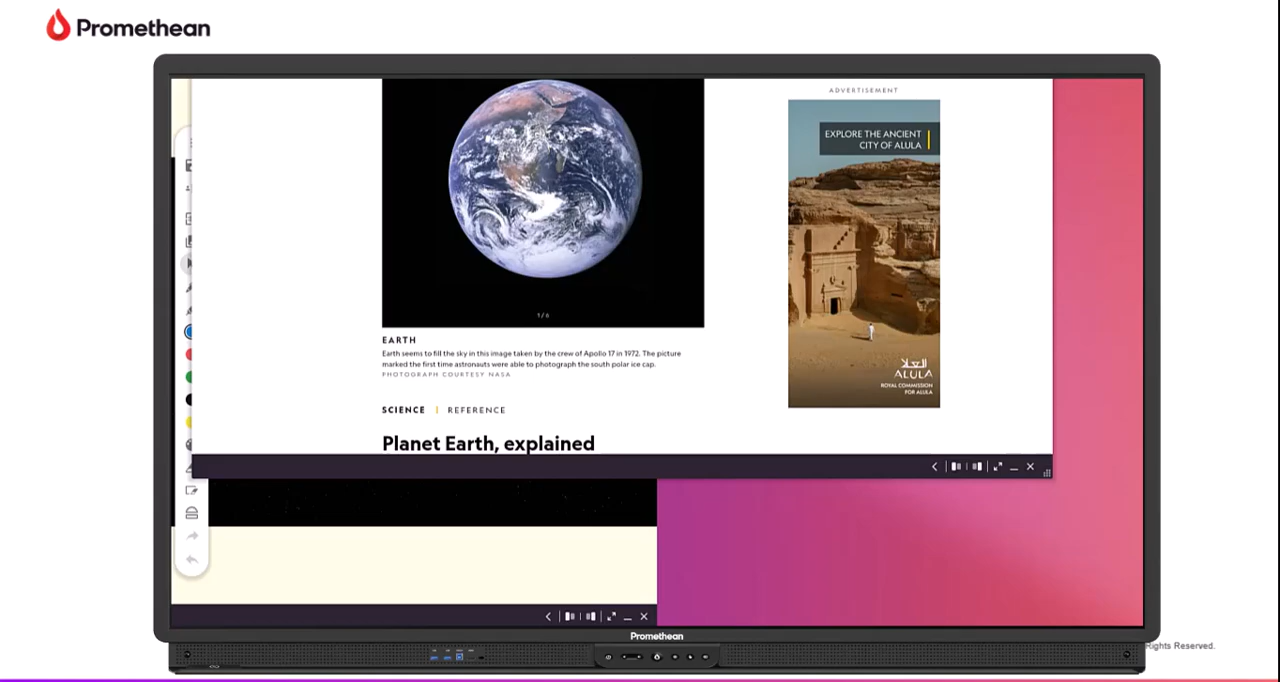 Promethean
ADVERTISEMENT
EXPLORE THE ANCIENT
CITY OF ALULA
العلا
ALULA
ROYAL COMMISSION
FOR ALULA
1/6
EARTH
Earth seems to fill the sky in this image taken by the crew of Apollo 17 in 1972. The picture
marked the first time astronauts were able to photograph the south polar ice cap.
PHOTOGRAPH COURTESY NASA
SCIENCE | REFERENCE
Planet Earth, explained
Promethean
Rights Reserved.